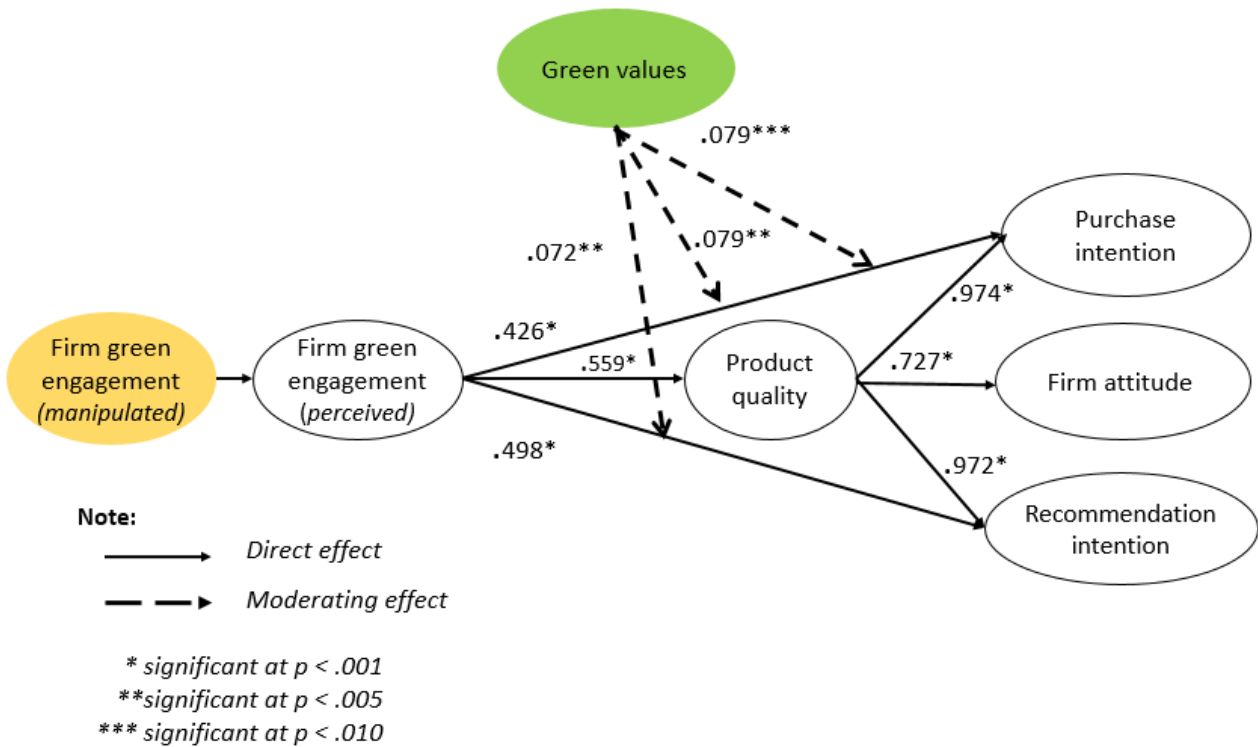 Green values
.079***
.072**
.079**
Purchase
intention
.974*
Firm green
engagement
(manipulated)
Firm green
engagement
(perceived)
.426*
.559*
Product
quality
.727*
Firm attitude
.498*
.972*
Recommendation
intention
Note:
Direct effect
Moderating effect
* significant at p < .001
**significant at p < .005
*** significant at p < .010